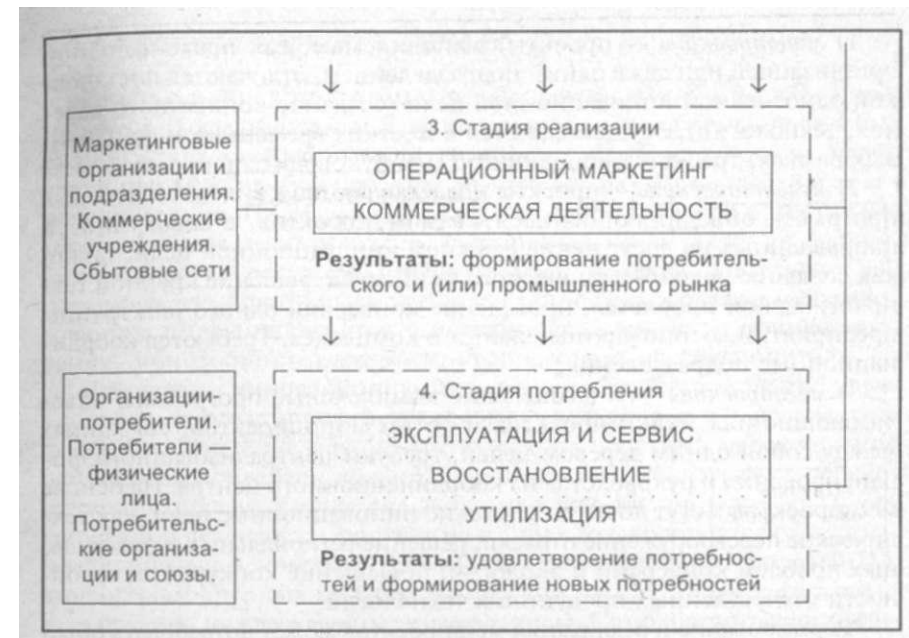 Маркетинговые
организации и
подразделения.
Коммерческие
учреждения.
Сбытовые сети
3. Стадия реализации
ОПЕРАЦИОННЫЙ МАРКЕТИНГ
КОММЕРЧЕСКАЯ ДЕЯТЕЛЬНОСТЬ
Результаты: формирование потребитель-
ского и (или) промышленного рынка
Организации-
потребители.
Потребители-
физические
лица.
Потребительс-
кие организа-
ции и союзы.
4. Стадия потребления
ЭКСПЛУАТАЦИЯ И СЕРВИС
ВОССТАНОВЛЕНИЕ
УТИЛИЗАЦИЯ
Результаты: удовлетворение потребнос-
тей и формирование новых потребностей